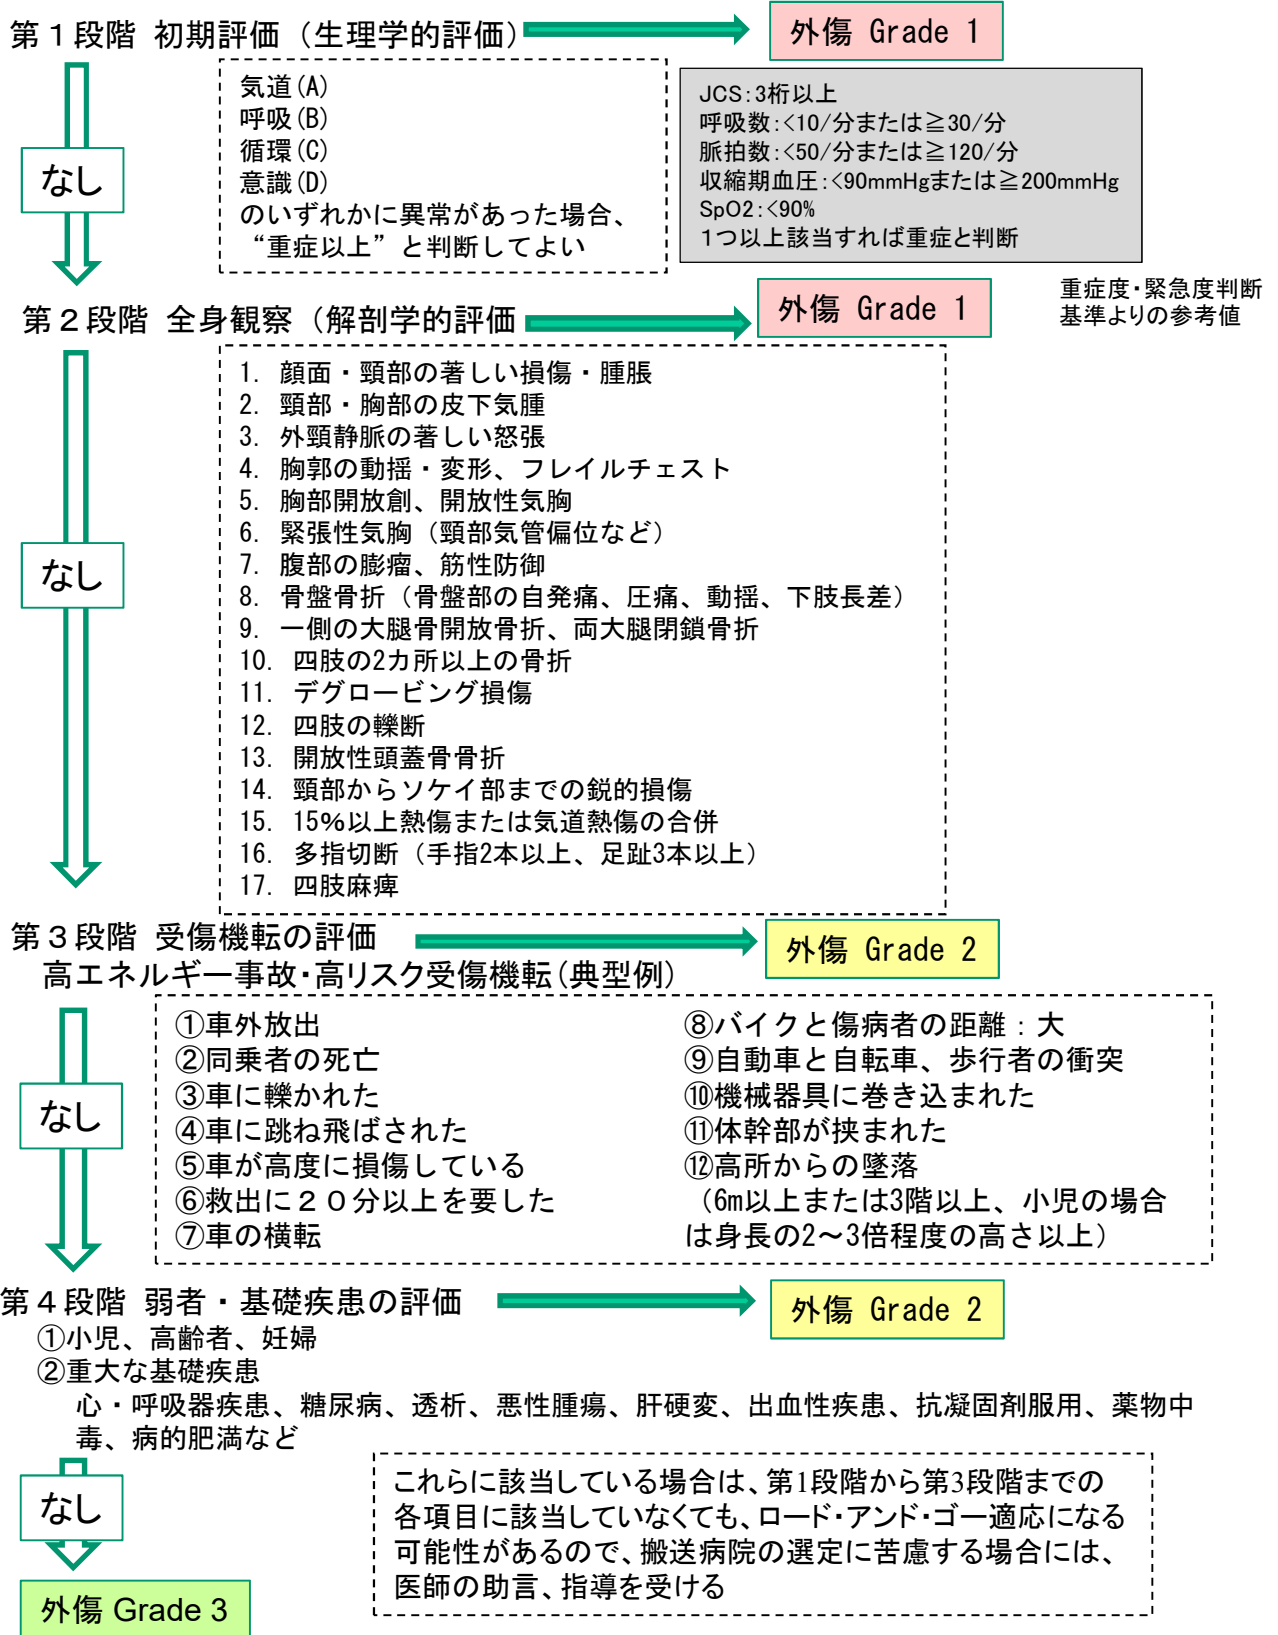 第１段階 初期評価（生理学的評価）
外傷 Grade 1
気道(A)
呼吸(B)
循環(C)
意識(D)
のいずれかに異常があった場合、
“重症以上”と判断してよい
JCS：3桁以上
呼吸数：<10/分または≧30/分
脈拍数：<50/分または≧120/分
収縮期血圧：<90mmHgまたは≧200mmHg
SpO2：<90%
1つ以上該当すれば重症と判断
なし
重症度・緊急度判断
基準よりの参考値
第２段階 全身観察（解剖学的評価
外傷 Grade 1
1. 顔面・頸部の著しい損傷・腫脹
2. 頸部・胸部の皮下気腫
3. 外頸静脈の著しい怒張
4. 胸郭の動揺・変形、フレイルチェスト
5. 胸部開放創、開放性気胸
6. 緊張性気胸（頸部気管偏位など）
7. 腹部の膨瘤、筋性防御
8. 骨盤骨折（骨盤部の自発痛、圧痛、動揺、下肢長差）
9. 一側の大腿骨開放骨折、両大腿閉鎖骨折
10. 四肢の2カ所以上の骨折
11. デグロービング損傷
12. 四肢の轢断
13. 開放性頭蓋骨骨折
14. 頸部からソケイ部までの鋭的損傷
15. 15%以上熱傷または気道熱傷の合併
16. 多指切断（手指2本以上、足趾3本以上）
17. 四肢麻痺
なし
第３段階 受傷機転の評価
外傷 Grade 2
高エネルギー事故・高リスク受傷機転(典型例)
①車外放出
②同乗者の死亡
③車に轢かれた
④車に跳ね飛ばされた
⑤車が高度に損傷している
⑥救出に２０分以上を要した
⑦車の横転
⑧バイクと傷病者の距離：大
⑨自動車と自転車、歩行者の衝突
⑩機械器具に巻き込まれた
⑪体幹部が挟まれた
⑫高所からの墜落
（6m以上または3階以上、小児の場合
は身長の2～3倍程度の高さ以上）
なし
第４段階 弱者・基礎疾患の評価
外傷 Grade 2
①小児、高齢者、妊婦
②重大な基礎疾患
心・呼吸器疾患、糖尿病、透析、悪性腫瘍、肝硬変、出血性疾患、抗凝固剤服用、薬物中
毒、病的肥満など
なし
これらに該当している場合は、第1段階から第3段階までの
各項目に該当していなくても、ロード・アンド・ゴー適応になる
可能性があるので、搬送病院の選定に苦慮する場合には、
医師の助言、指導を受ける
外傷 Grade 3